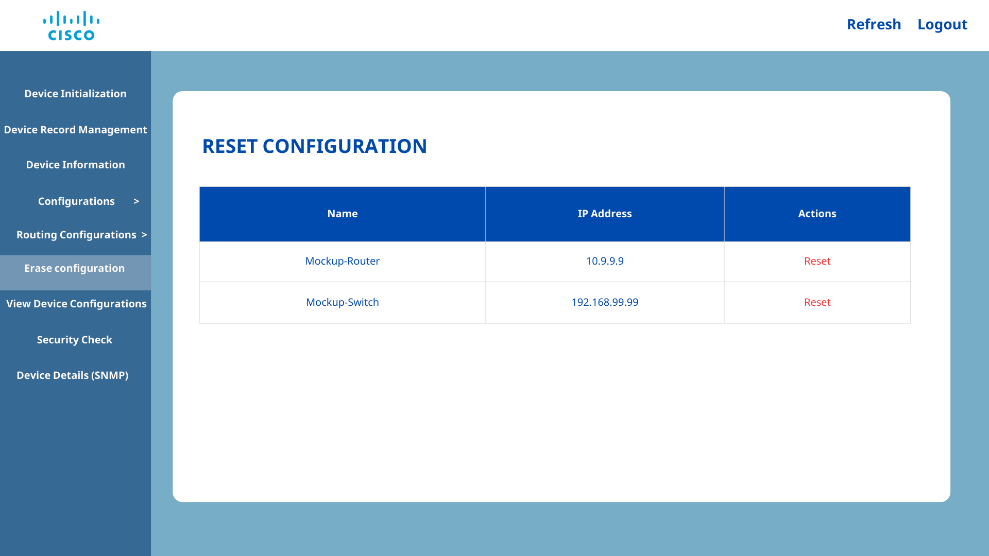 CISCO
Refresh Logout
Device Initialization
Device Record Management
Device Information
Configurations >
Routing Configurations >
Erase configuration
View Device Configurations
Security Check
Device Details (SNMP)
RESET CONFIGURATION
Name IP Address Actions
Mockup-Router 10.9.9.9 Reset
Mockup-Switch 192.168.99.99 Reset